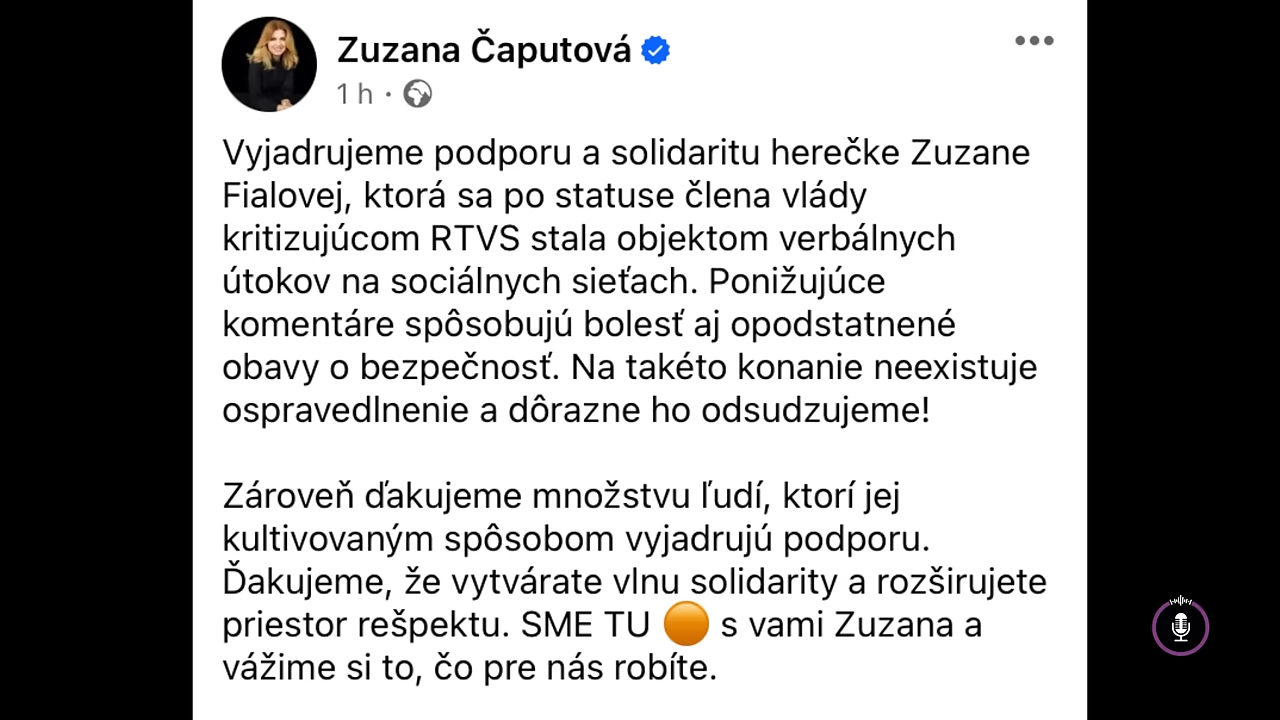 Zuzana Čaputová
1 h ·
Vyjadrujeme podporu a solidaritu herečke Zuzane
Fialovej, ktorá sa po statuse člena vlády
kritizujúcom RTVS stala objektom verbálnych
útokov na sociálnych sieťach. Ponižujúce
komentáre spôsobujú bolesť aj opodstatnené
obavy o bezpečnosť. Na takéto konanie neexistuje
ospravedlnenie a dôrazne ho odsudzujeme!
Zároveň ďakujeme množstvu ľudí, ktorí jej
kultivovaným spôsobom vyjadrujú podporu.
Ďakujeme, že vytvárate vlnu solidarity a rozširujete
priestor rešpektu. SME TU 🟠 s vami Zuzana a
vážime si to, čo pre nás robíte.